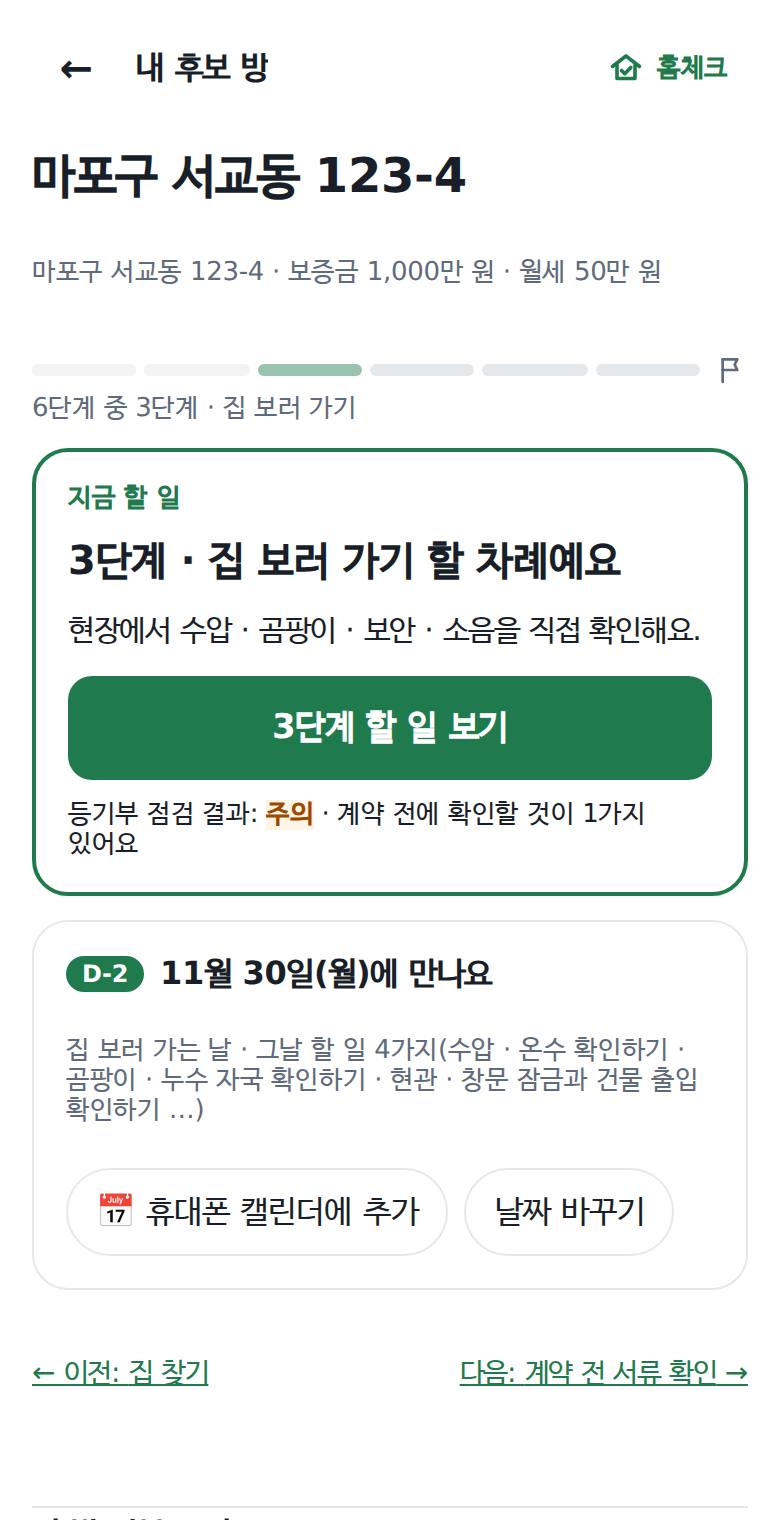 ← 내 후보 방
홈체크
마포구 서교동 123-4
마포구 서교동 123-4 · 보증금 1,000만 원 · 월세 50만 원
6단계 중 3단계 · 집 보러 가기
지금 할 일
3단계 · 집 보러 가기 할 차례예요
현장에서 수압 · 곰팡이 · 보안 · 소음을 직접 확인해요.
3단계 할 일 보기
등기부 점검 결과: 주의 · 계약 전에 확인할 것이 1가지
있어요
D-2 11월 30일(월)에 만나요
집 보러 가는 날 · 그날 할 일 4가지(수압 · 온수 확인하기 ·
곰팡이 · 누수 자국 확인하기 · 현관 · 창문 잠금과 건물 출입
확인하기 …)
July
17
휴대폰 캘린더에 추가
날짜 바꾸기
← 이전: 집 찾기
다음: 계약 전 서류 확인 →